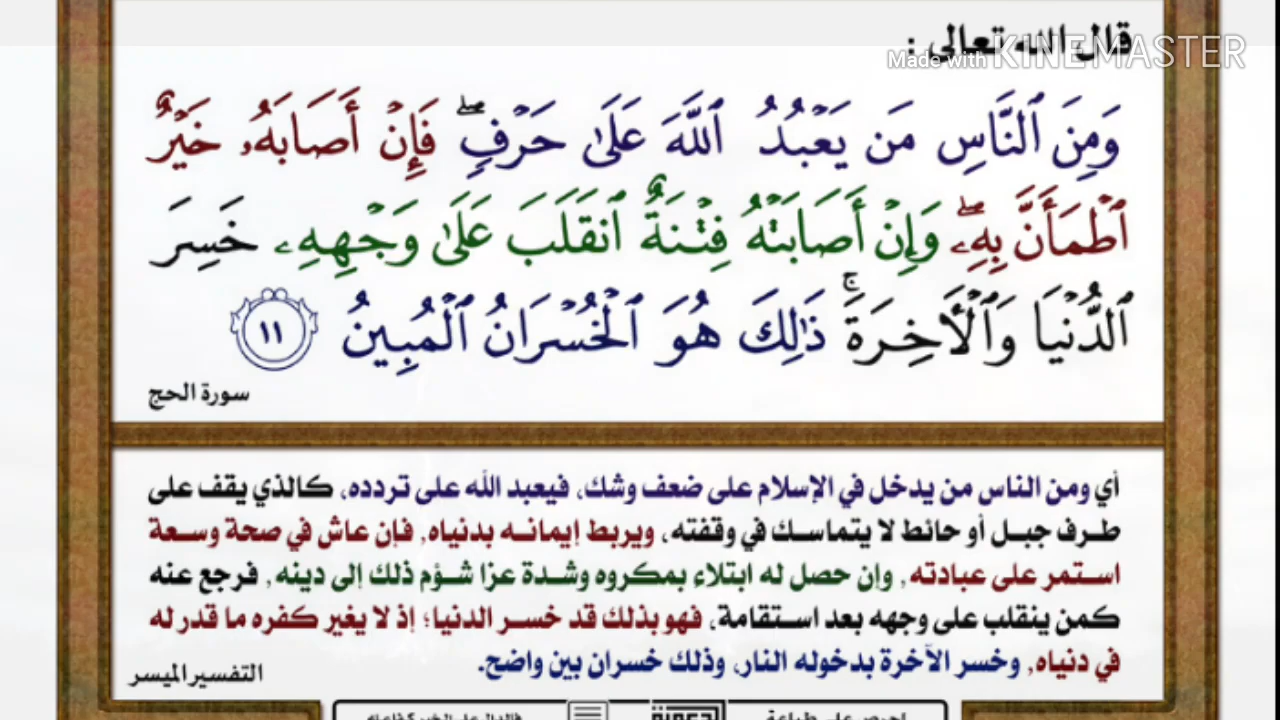 قال الله تعالى :
Made with KINEMASTER
وَمِنَ ٱلنَّاسِ مَن يَعۡبُدُ ٱللَّهَ عَلَىٰ حَرۡفٖۖ فَإِنۡ أَصَابَهُۥ خَيۡرٌ
ٱطۡمَأَنَّ بِهِۦۖ وَإِنۡ أَصَابَتۡهُ فِتۡنَةٌ ٱنقَلَبَ عَلَىٰ وَجۡهِهِۦ خَسِرَ
ٱلدُّنۡيَا وَٱلۡأٓخِرَةَۚ ذَٰلِكَ هُوَ ٱلۡخُسۡرَانُ ٱلۡمُبِينُ ١١
سورة الحج
أي ومن الناس من يدخل في الإسلام على ضعف وشك، فيعبد الله على تردده، كالذي يقف على
طرف جبل أو حائط لا يتماسك في وقفته، ويربط إيمانه بدنياه, فإن عاش في صحة وسعة
استمر على عبادته, وإن حصل له ابتلاء بمكروه وشدة عزا شؤم ذلك إلى دينه, فرجع عنه
كمن ينقلب على وجهه بعد استقامة، فهو بذلك قد خسر الدنيا؛ إذ لا يغير كفره ما قدر له
في دنياه, وخسر الآخرة بدخوله النار، وذلك خسران بين واضح.
التفسير الميسر